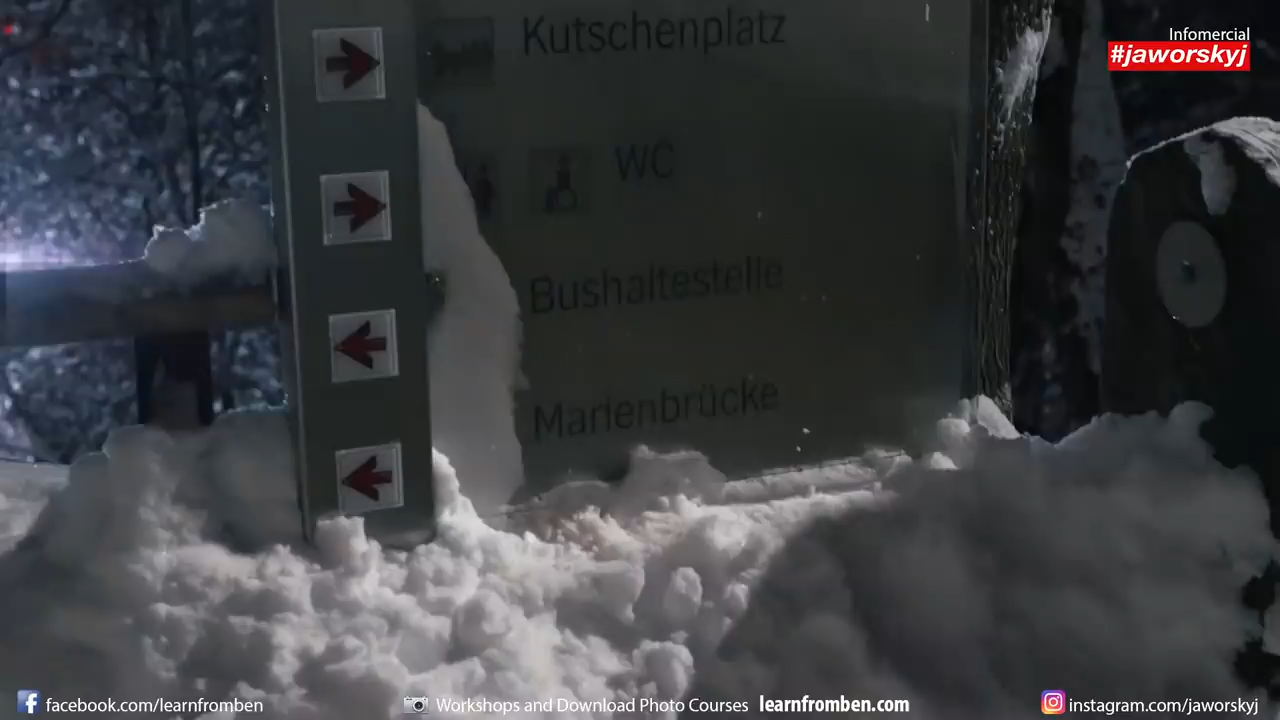 Infomercial
#jaworskyj
Kutschenplatz
WC
Bushaltestelle
Marienbrücke
facebook.com/learnfromben
Workshops and Download Photo Courses learnfromben.com
instagram.com/jaworskyj